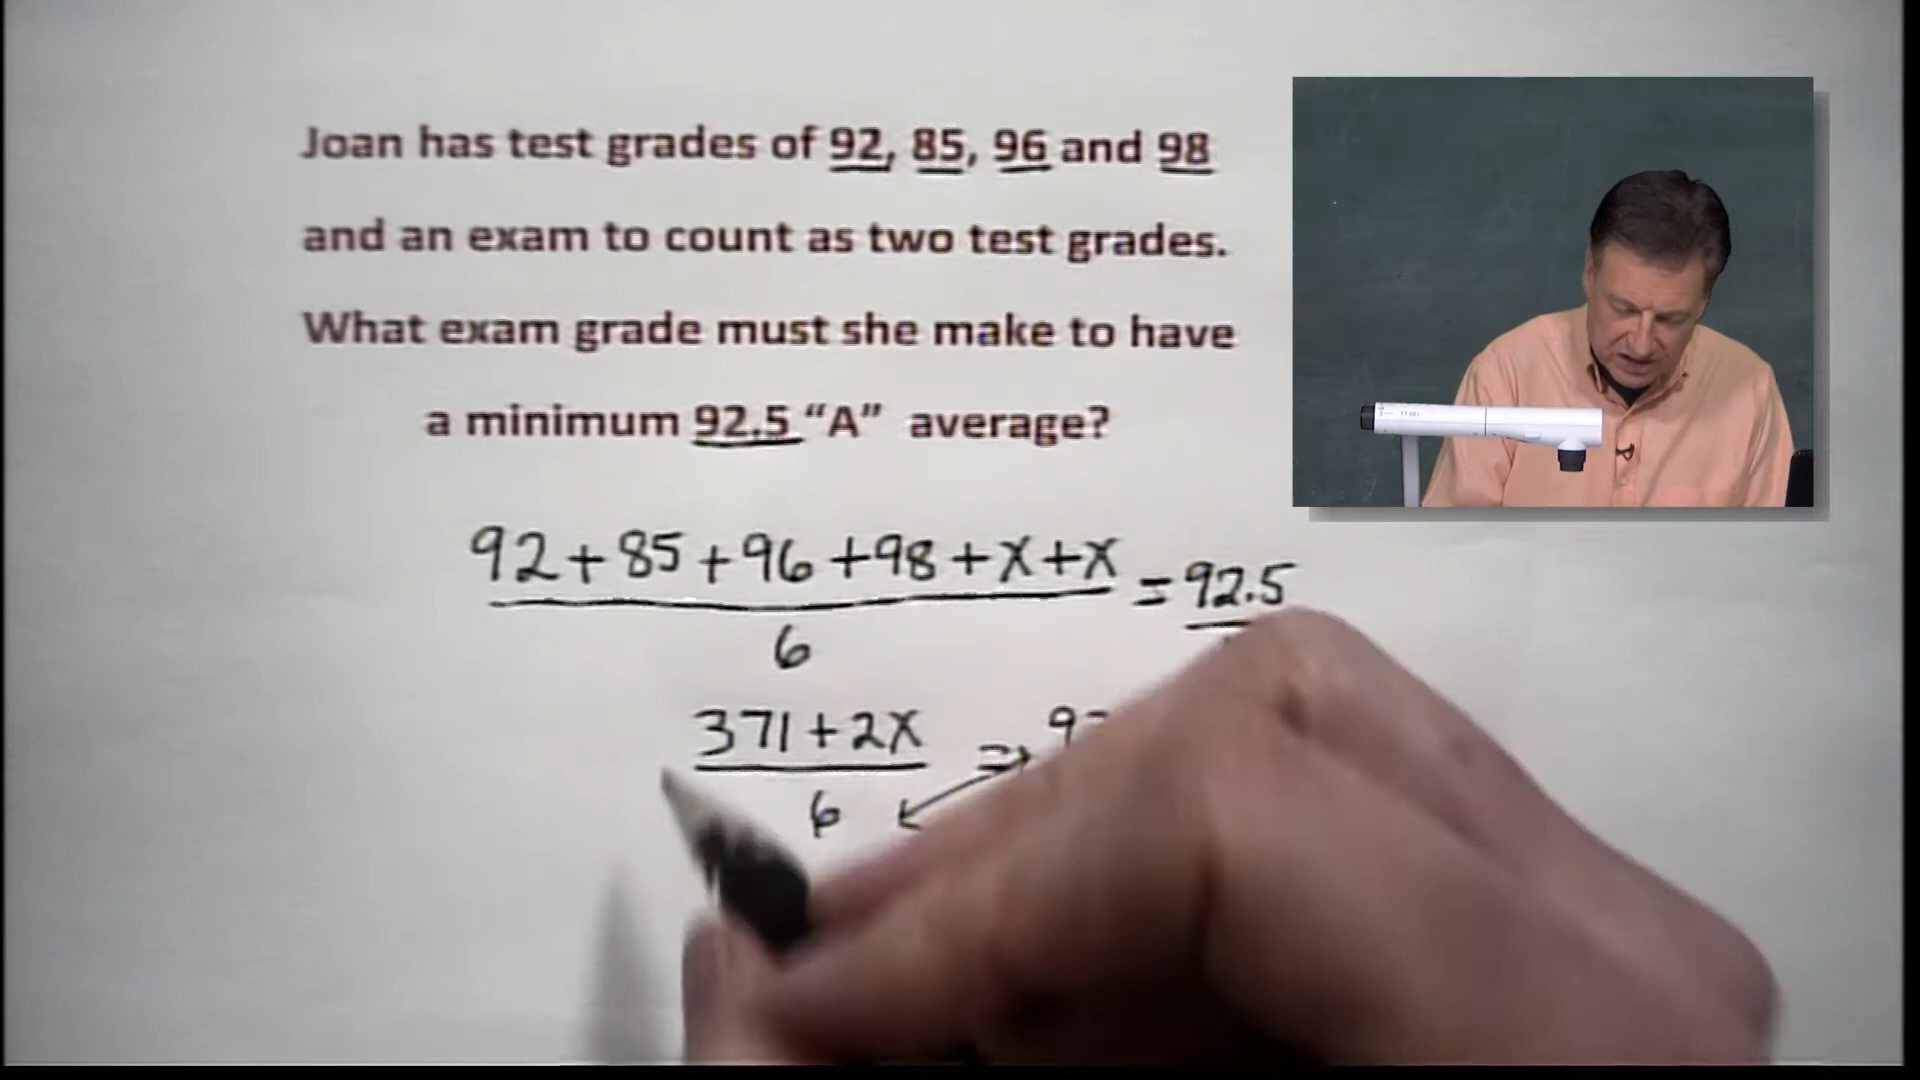 Joan has test grades of 92, 85, 96 and 98
and an exam to count as two test grades.
What exam grade must she make to have
a minimum 92.5 “A” average?
92+85+96+98+x+x = 92.5
6
371+2x =
6